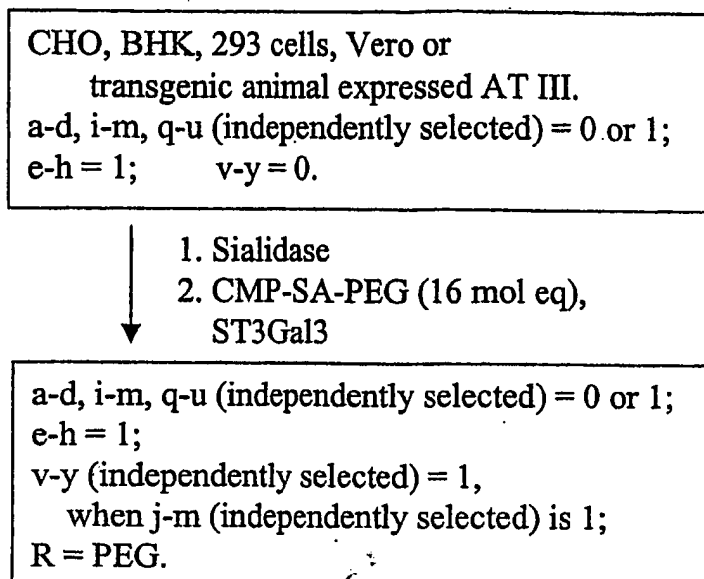 CHO, BHK, 293 cells, Vero or
transgenic animal expressed AT III.
a-d, i-m, q-u (independently selected) = 0 or 1;
e-h = 1; v-y = 0.
1. Sialidase
2. CMP-SA-PEG (16 mol eq),
ST3Gal3
a-d, i-m, q-u (independently selected) = 0 or 1;
e-h = 1;
v-y (independently selected) = 1,
when j-m (independently selected) is 1;
R = PEG.